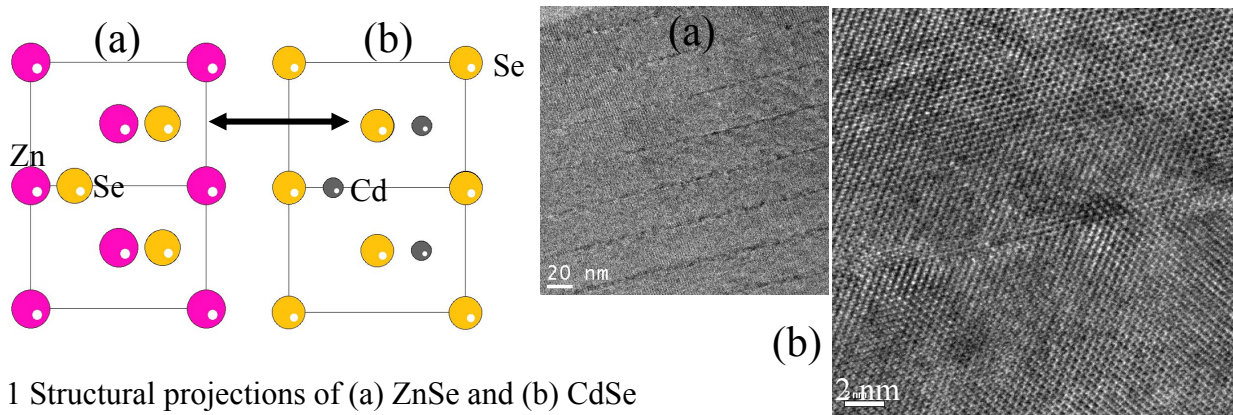 (a)
(b)
Se
Zn
Se
Cd
1 Structural projections of (a) ZnSe and (b) CdSe
(a)
20 nm
(b)
2 nm